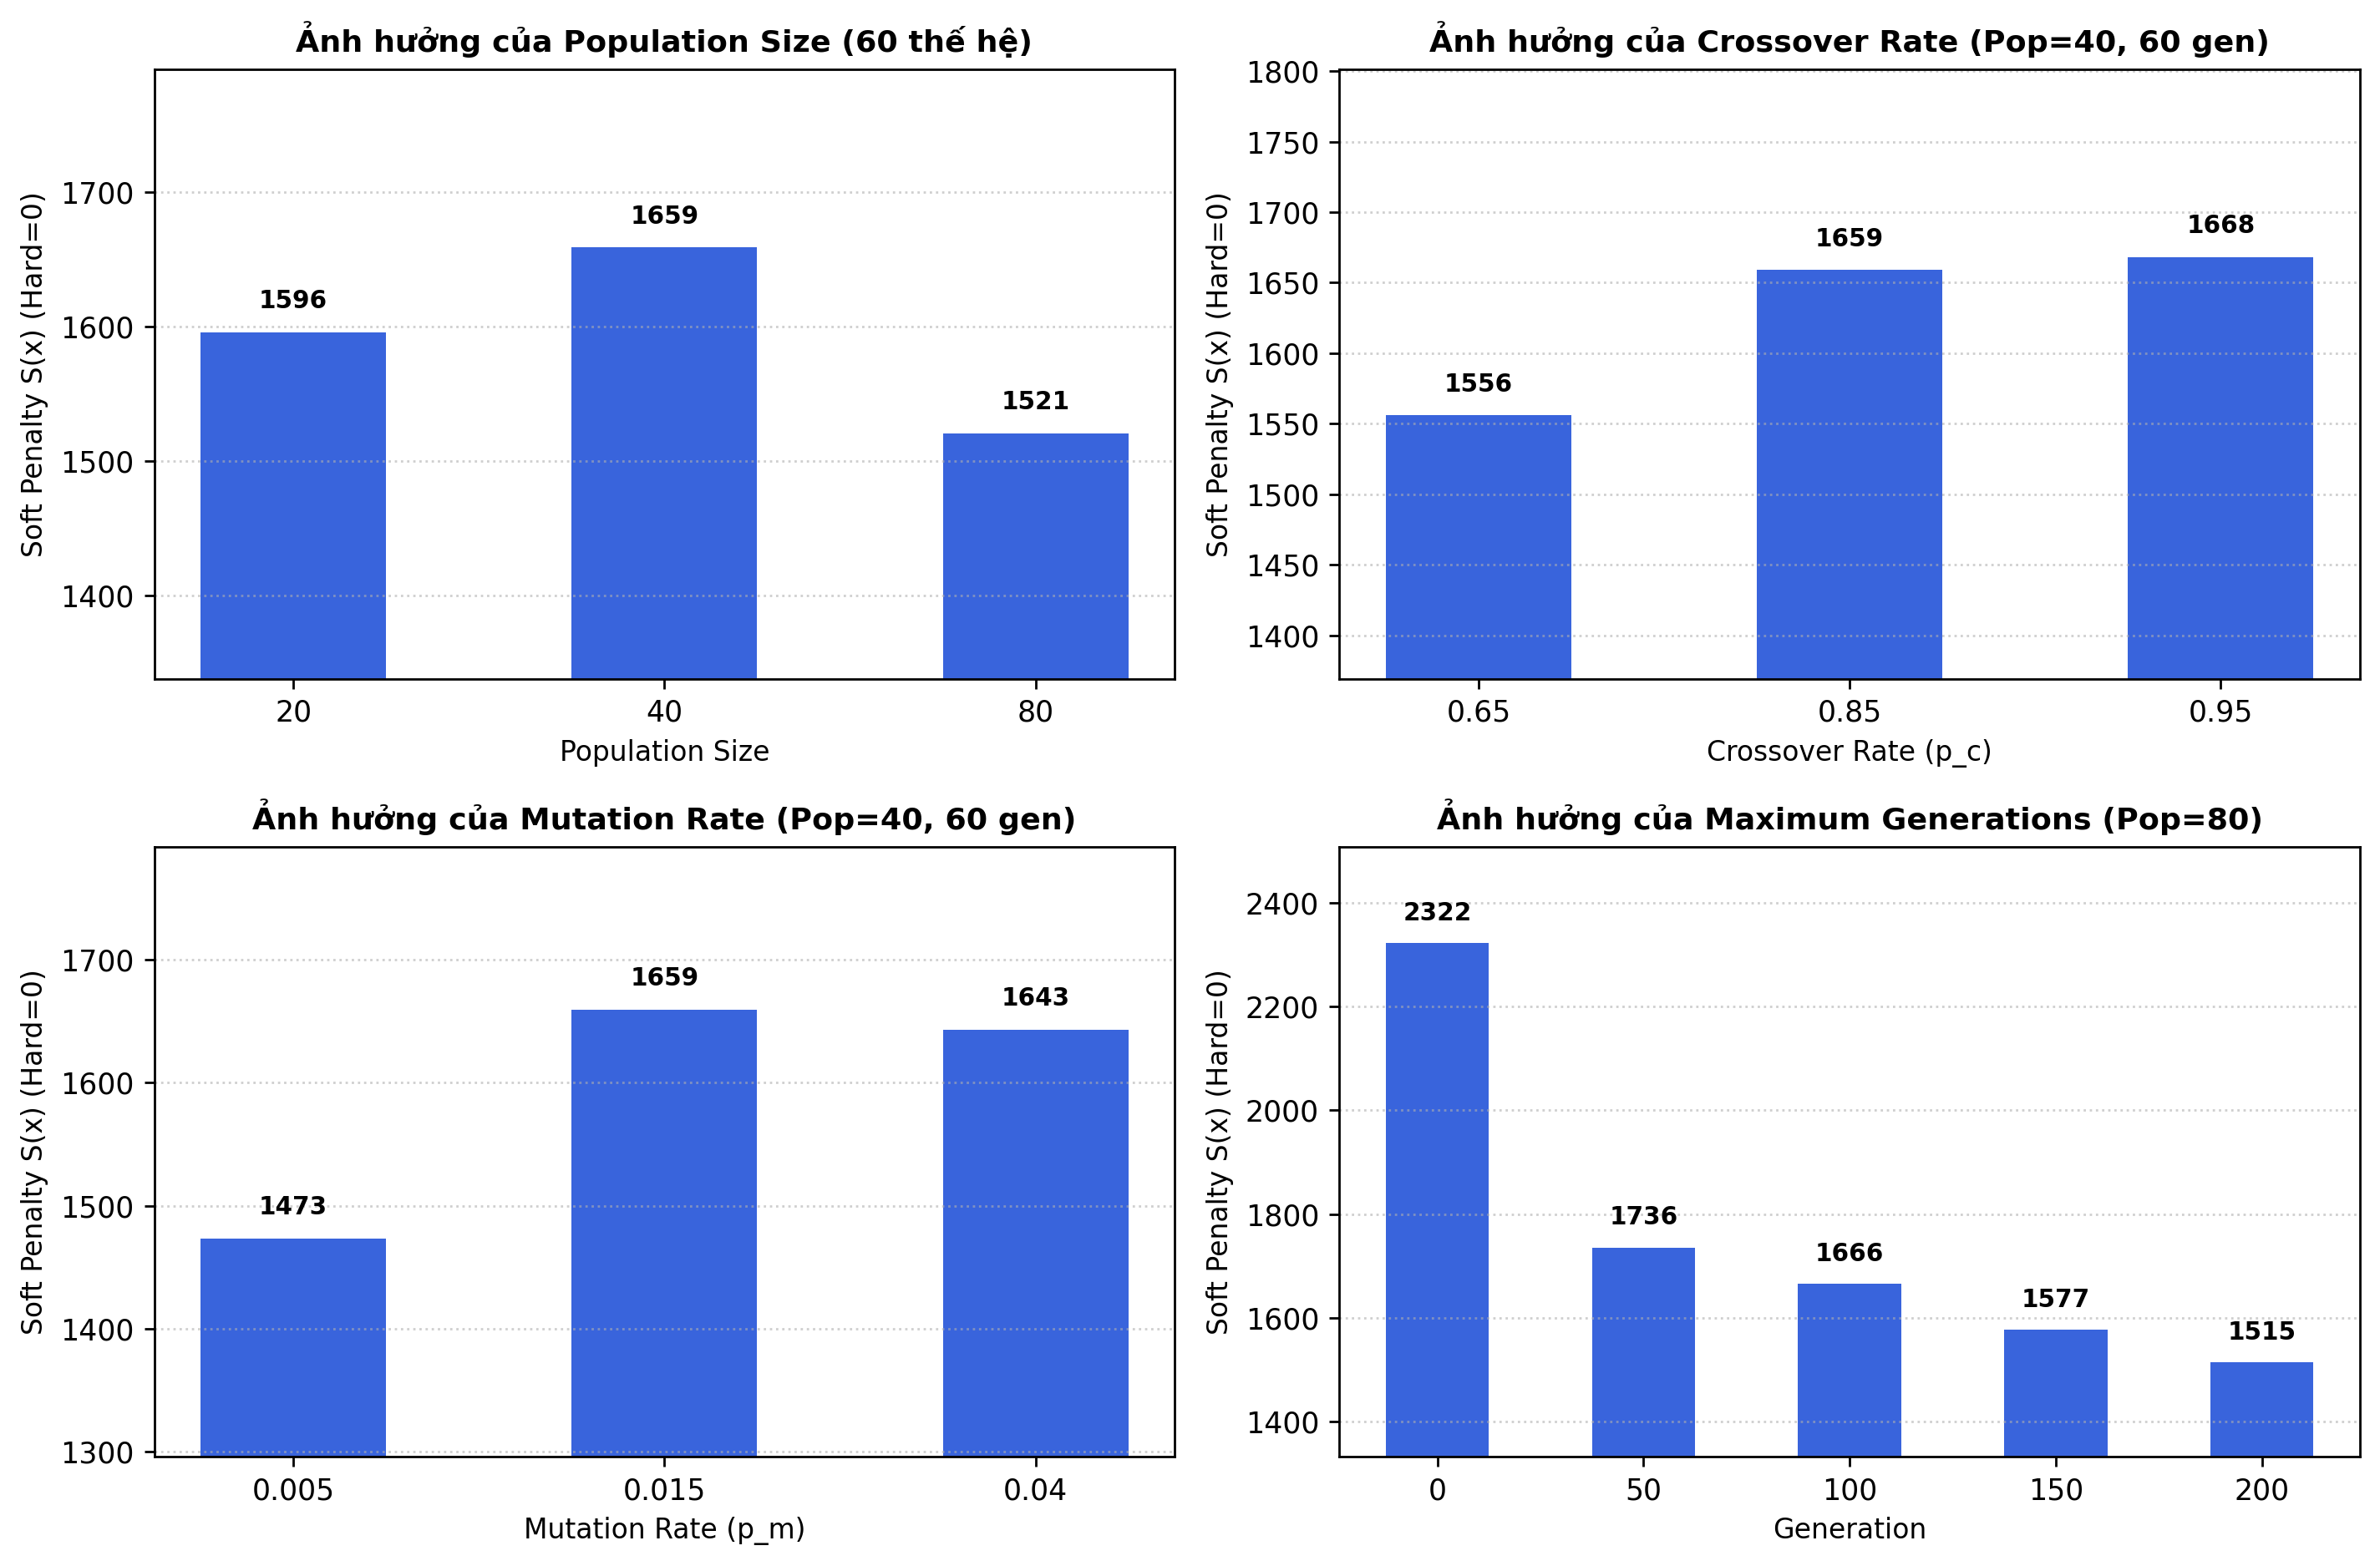 Ảnh hưởng của Population Size (60 thế hệ)
Soft Penalty S(x) (Hard=0)
1700
1600
1500
1400
1596
1659
1521
20 40 80
Population Size
Ảnh hưởng của Crossover Rate (Pop=40, 60 gen)
Soft Penalty S(x) (Hard=0)
1800
1750
1700
1650
1600
1550
1500
1450
1400
1556
1659
1668
0.65 0.85 0.95
Crossover Rate (p_c)
Ảnh hưởng của Mutation Rate (Pop=40, 60 gen)
Soft Penalty S(x) (Hard=0)
1700
1600
1500
1400
1300
1473
1659
1643
0.005 0.015 0.04
Mutation Rate (p_m)
Ảnh hưởng của Maximum Generations (Pop=80)
Soft Penalty S(x) (Hard=0)
2400
2200
2000
1800
1600
1400
2322
1736
1666
1577
1515
0 50 100 150 200
Generation